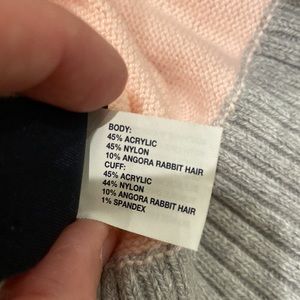 BODY:
45% ACRYLIC
45% NYLON
10% ANGORA RABBIT HAIR
CUFF:
45% ACRYLIC
44% NYLON
10% ANGORA RABBIT HAIR
1% SPANDEX